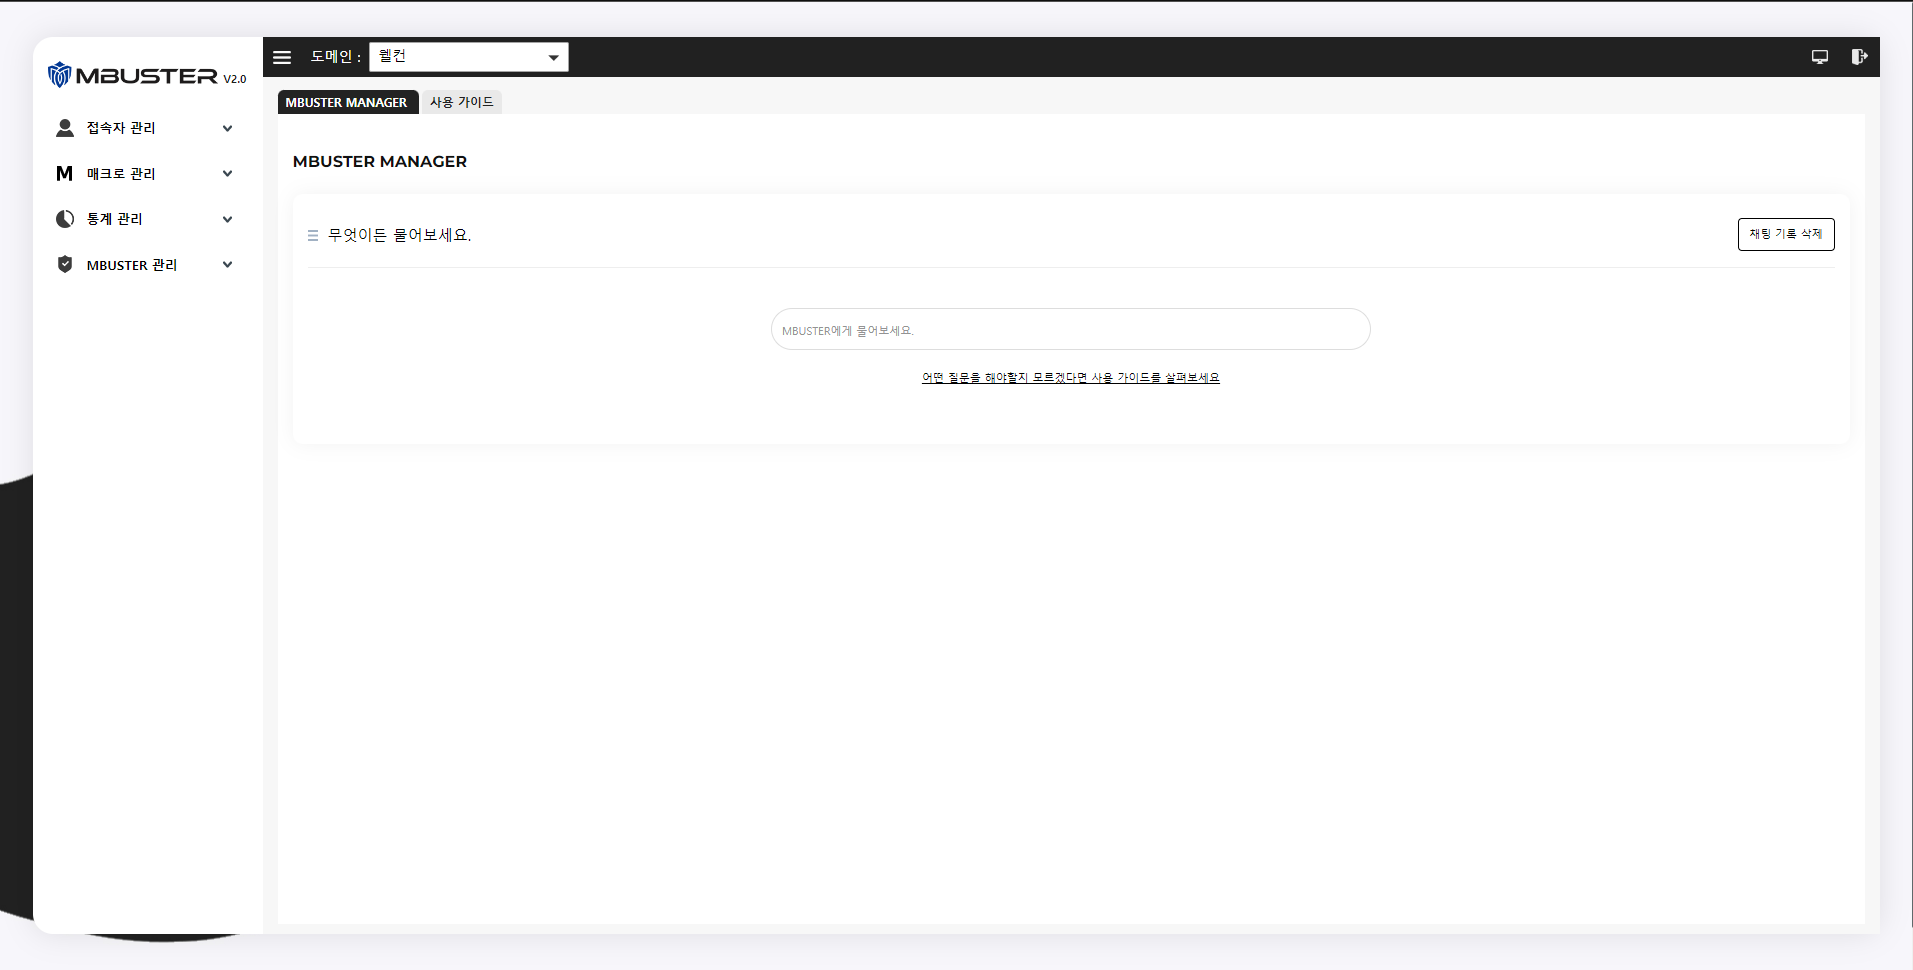 MBUSTER V2.0
접속자 관리
M 매크로 관리
통계 관리
MBUSTER 관리
도메인 : 웰컨
MBUSTER MANAGER
사용 가이드
MBUSTER MANAGER
무엇이든 물어보세요.
채팅 기록 삭제
MBUSTER에게 물어보세요.
어떤 질문을 해야할지 모르겠다면 사용 가이드를 살펴보세요